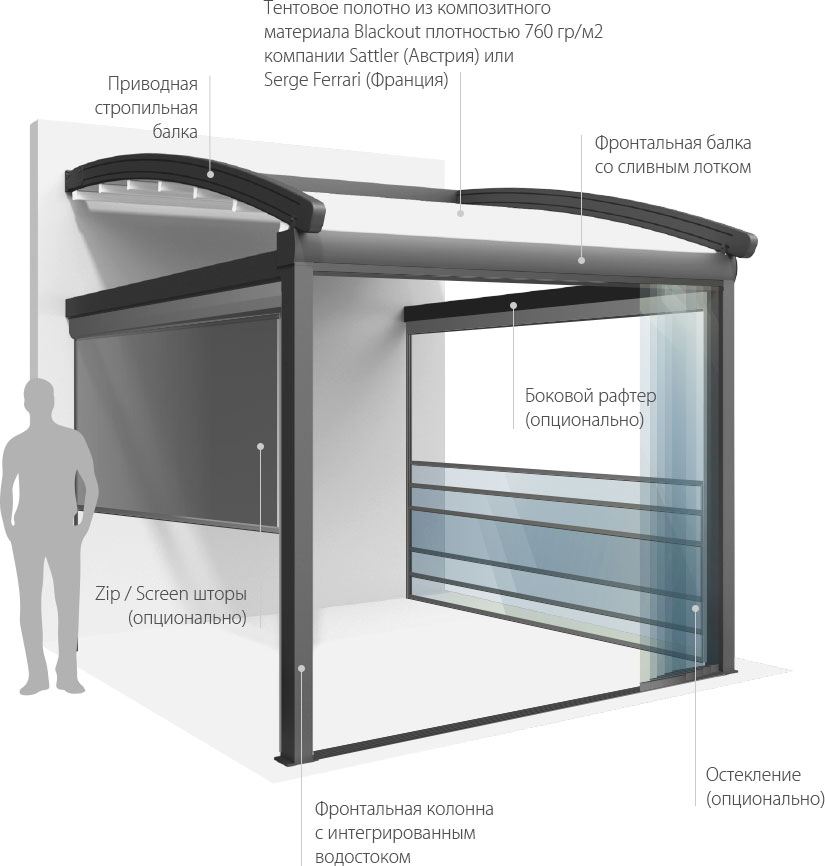 Тентовое полотно из композитного
материала Blackout плотностью 760 гр/м2
компании Sattler (Австрия) или
Serge Ferrari (Франция)
Приводная
стропильная
балка
Фронтальная балка
со сливным лотком
Боковой рафтер
(опционально)
Zip / Screen шторы
(опционально)
Остекление
(опционально)
Фронтальная колонна
с интегрированным
водостоком